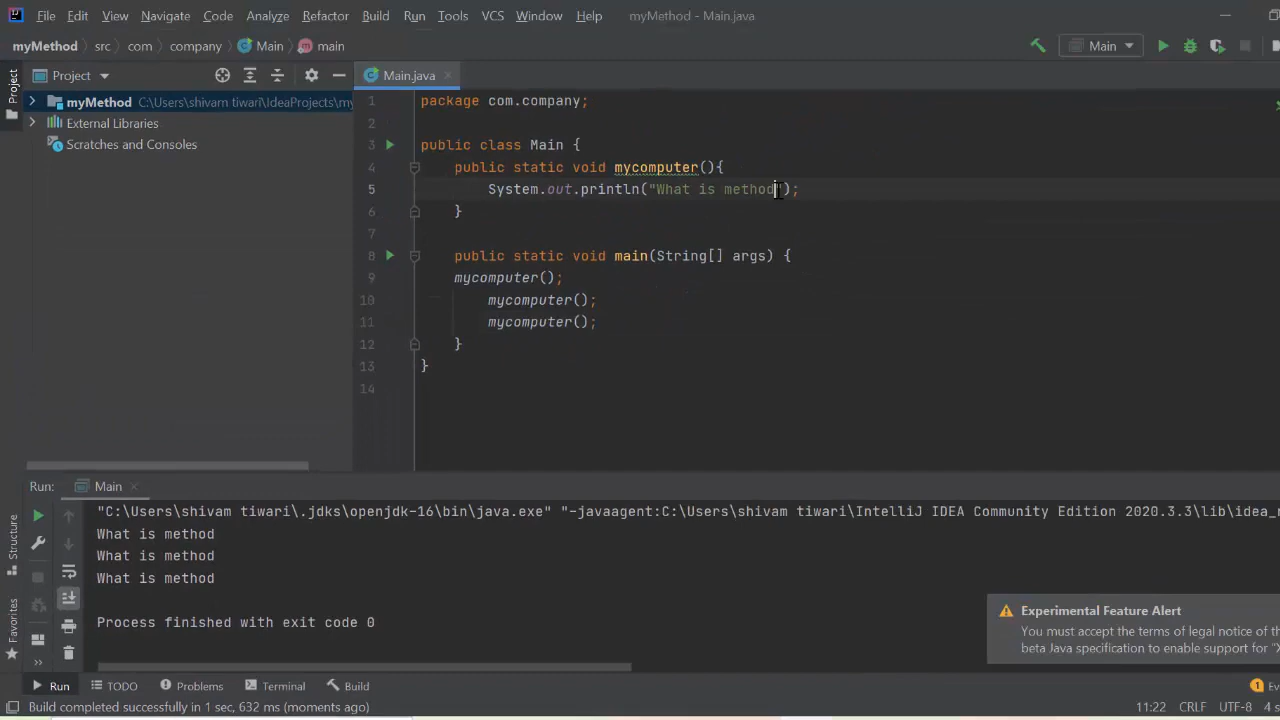 File Edit View Navigate Code Analyze Refactor Build Run Tools VCS Window Help myMethod - Main.java
myMethod src com company Main main Main
Project Main.java
Project
myMethod C:\Users\shivam tiwari\IdeaProjects\my
External Libraries
Scratches and Consoles
1 package com.company;
2
3 public class Main {
4 public static void mycomputer(){
5 System.out.println("What is method");
6 }
7
8 public static void main(String[] args) {
9 mycomputer();
10 mycomputer();
11 mycomputer();
12 }
13 }
14
Run: Main
"C:\Users\shivam tiwari\.jdks\openjdk-16\bin\java.exe" "-javaagent:C:\Users\shivam tiwari\IntelliJ IDEA Community Edition 2020.3.3\lib\idea_r
What is method
What is method
What is method
Process finished with exit code 0
Structure
Favorites
Experimental Feature Alert
You must accept the terms of legal notice of th
beta Java specification to enable support for "X
Run TODO Problems Terminal Build 1 Ev
Build completed successfully in 1 sec, 632 ms (moments ago) 11:22 CRLF UTF-8 4 s